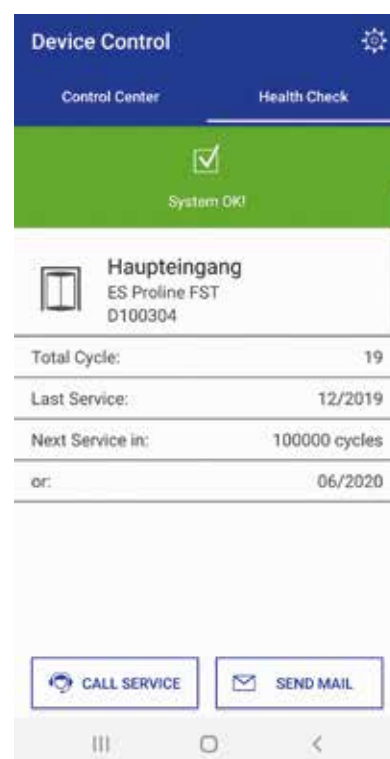 Device Control
Control Center
Health Check
System OK!
Haupteingang
ES Proline FST
D100304
Total Cycle: 19
Last Service: 12/2019
Next Service in: 100000 cycles
or: 06/2020
CALL SERVICE
SEND MAIL